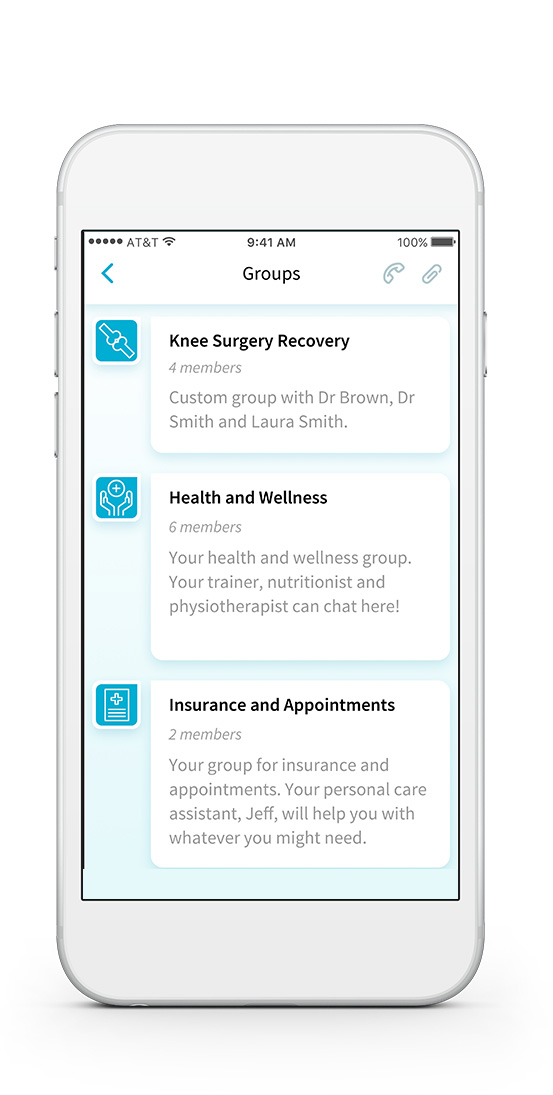 AT&T 9:41 AM 100%
Groups
Knee Surgery Recovery
4 members
Custom group with Dr Brown, Dr
Smith and Laura Smith.
Health and Wellness
6 members
Your health and wellness group.
Your trainer, nutritionist and
physiotherapist can chat here!
Insurance and Appointments
2 members
Your group for insurance and
appointments. Your personal care
assistant, Jeff, will help you with
whatever you might need.